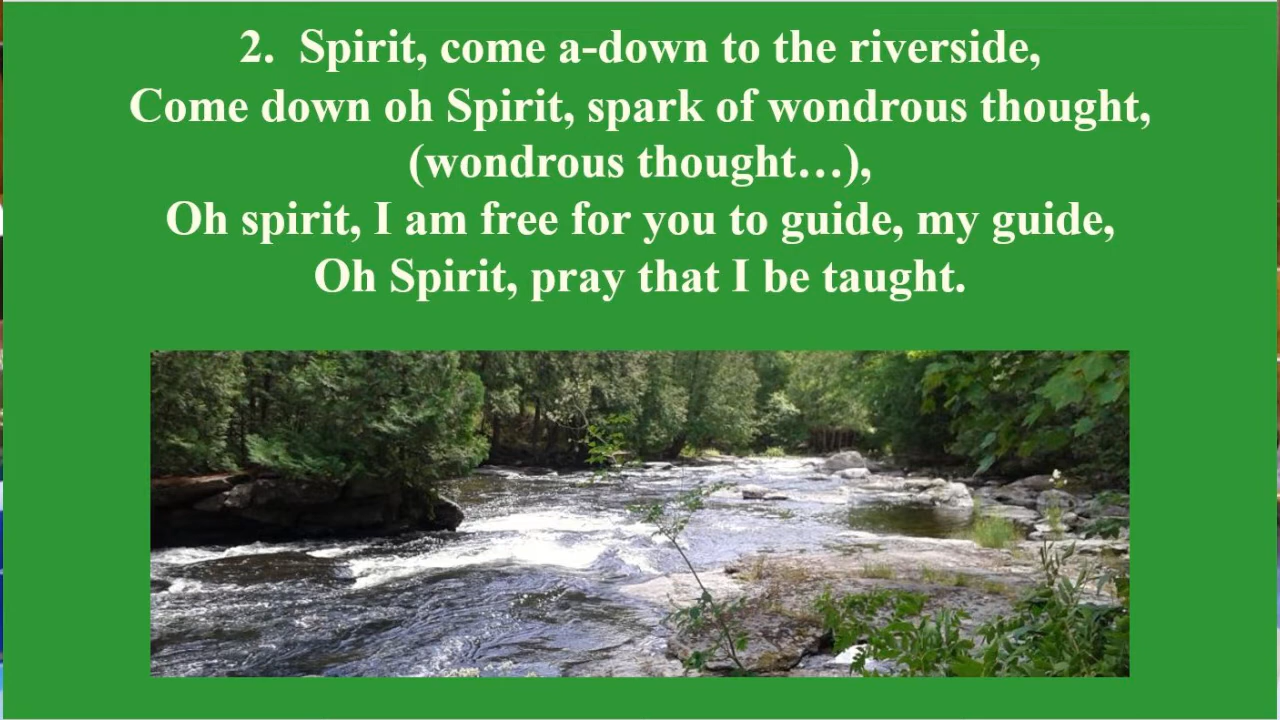 2. Spirit, come a-down to the riverside,
Come down oh Spirit, spark of wondrous thought,
(wondrous thought…),
Oh spirit, I am free for you to guide, my guide,
Oh Spirit, pray that I be taught.